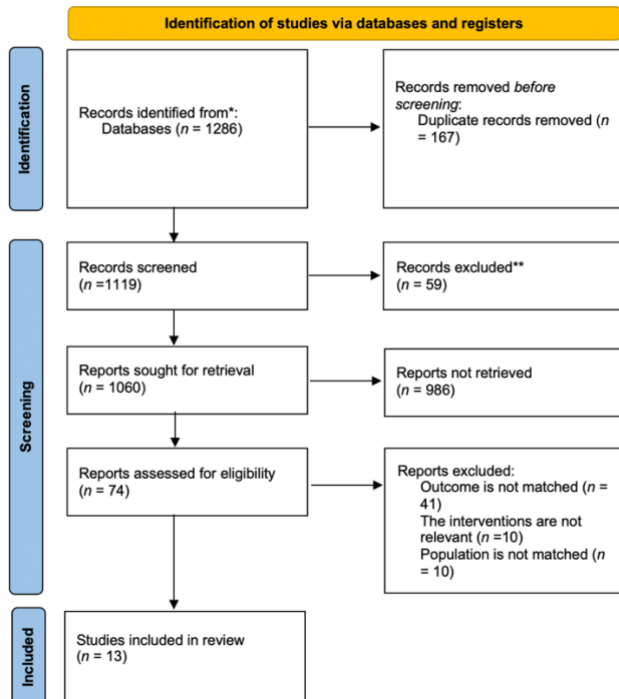 Identification of studies via databases and registers
Identification
Records identified from*:
Databases (n = 1286)
Records removed before
screening:
Duplicate records removed (n
= 167)
Screening
Records screened
(n =1119)
Records excluded**
(n = 59)
Reports sought for retrieval
(n = 1060)
Reports not retrieved
(n = 986)
Reports assessed for eligibility
(n = 74)
Reports excluded:
Outcome is not matched (n =
41)
The interventions are not
relevant (n =10)
Population is not matched (n
= 10)
Included
Studies included in review
(n = 13)